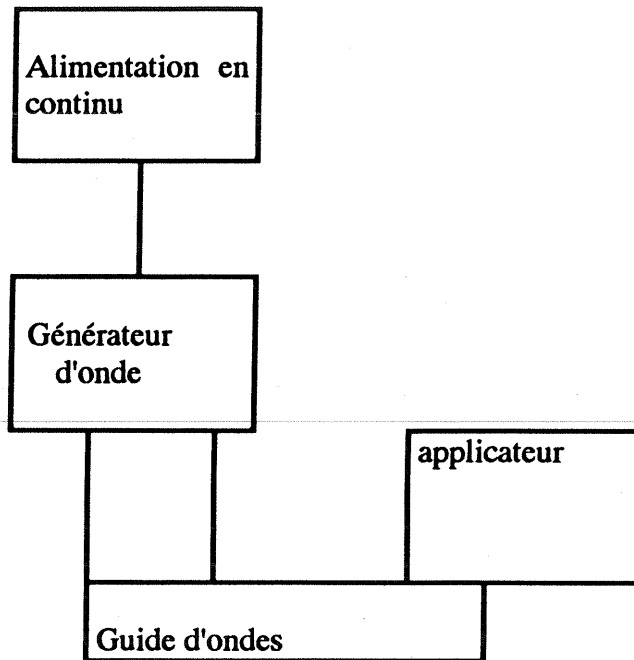 Alimentation en
continu
Générateur
d'onde
applicateur
Guide d'ondes